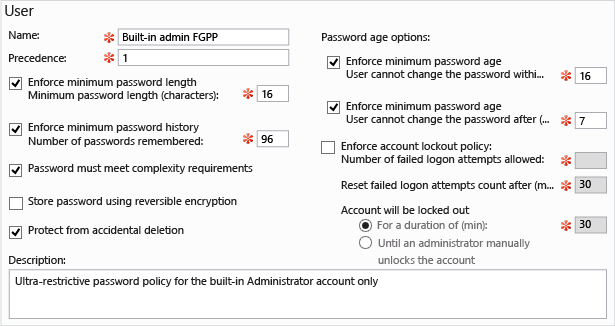 User
Name:
Built-in admin FGPP
Precedence:
1
Enforce minimum password length
Minimum password length (characters):
16
Enforce minimum password history
Number of passwords remembered:
96
Password must meet complexity requirements
Store password using reversible encryption
Protect from accidental deletion
Password age options:
Enforce minimum password age
User cannot change the password withi...
16
Enforce minimum password age
User cannot change the password after (...
7
Enforce account lockout policy:
Number of failed logon attempts allowed:
Reset failed logon attempts count after (m...
30
Account will be locked out
For a duration of (min):
30
Until an administrator manually
unlocks the account
Description:
Ultra-restrictive password policy for the built-in Administrator account only